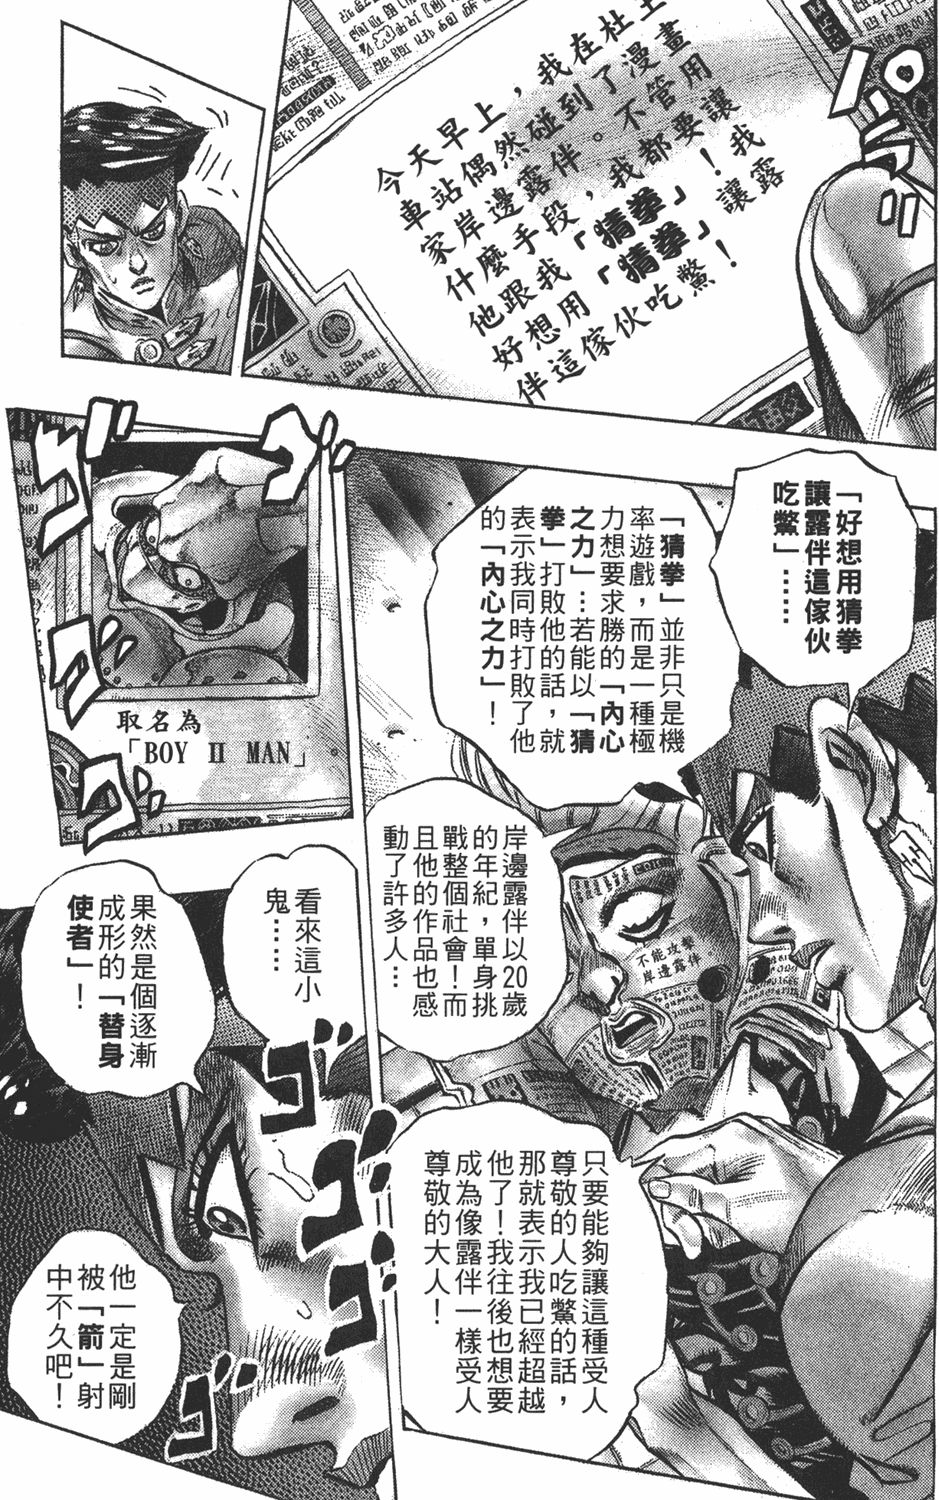 今天早上，我在杜王
車站偶然碰到了漫畫
家岸邊露伴。不管用
什麼手段，我都要讓
他跟我「猜拳」！我
好想用「猜拳」讓露
伴這傢伙吃鱉！
「好想用猜拳
讓露伴這傢伙
吃鱉」……
「猜拳」並非只是機
率遊戲，而是一種極
力想要求勝的「內心
之力」…若能以「猜
拳」打敗他的話，就
表示我同時打敗了他
的「內心之力」！
取名為
「BOY Ⅱ MAN」
岸邊露伴以20歲
的年紀，單身挑
戰整個社會！而
且他的作品也感
動了許多人…
不能攻擊
岸邊露伴。
只要能夠讓這種受人
尊敬的人吃鱉的話，
那就表示我已經超越
他了！我往後也想要
成為像露伴一樣受人
尊敬的大人！
看來這小
鬼……
果然是個逐漸
成形的「替身
使者」！
他一定是剛
被「箭」射
中不久吧！
パラ
ゴゴゴゴ
ゴゴゴ